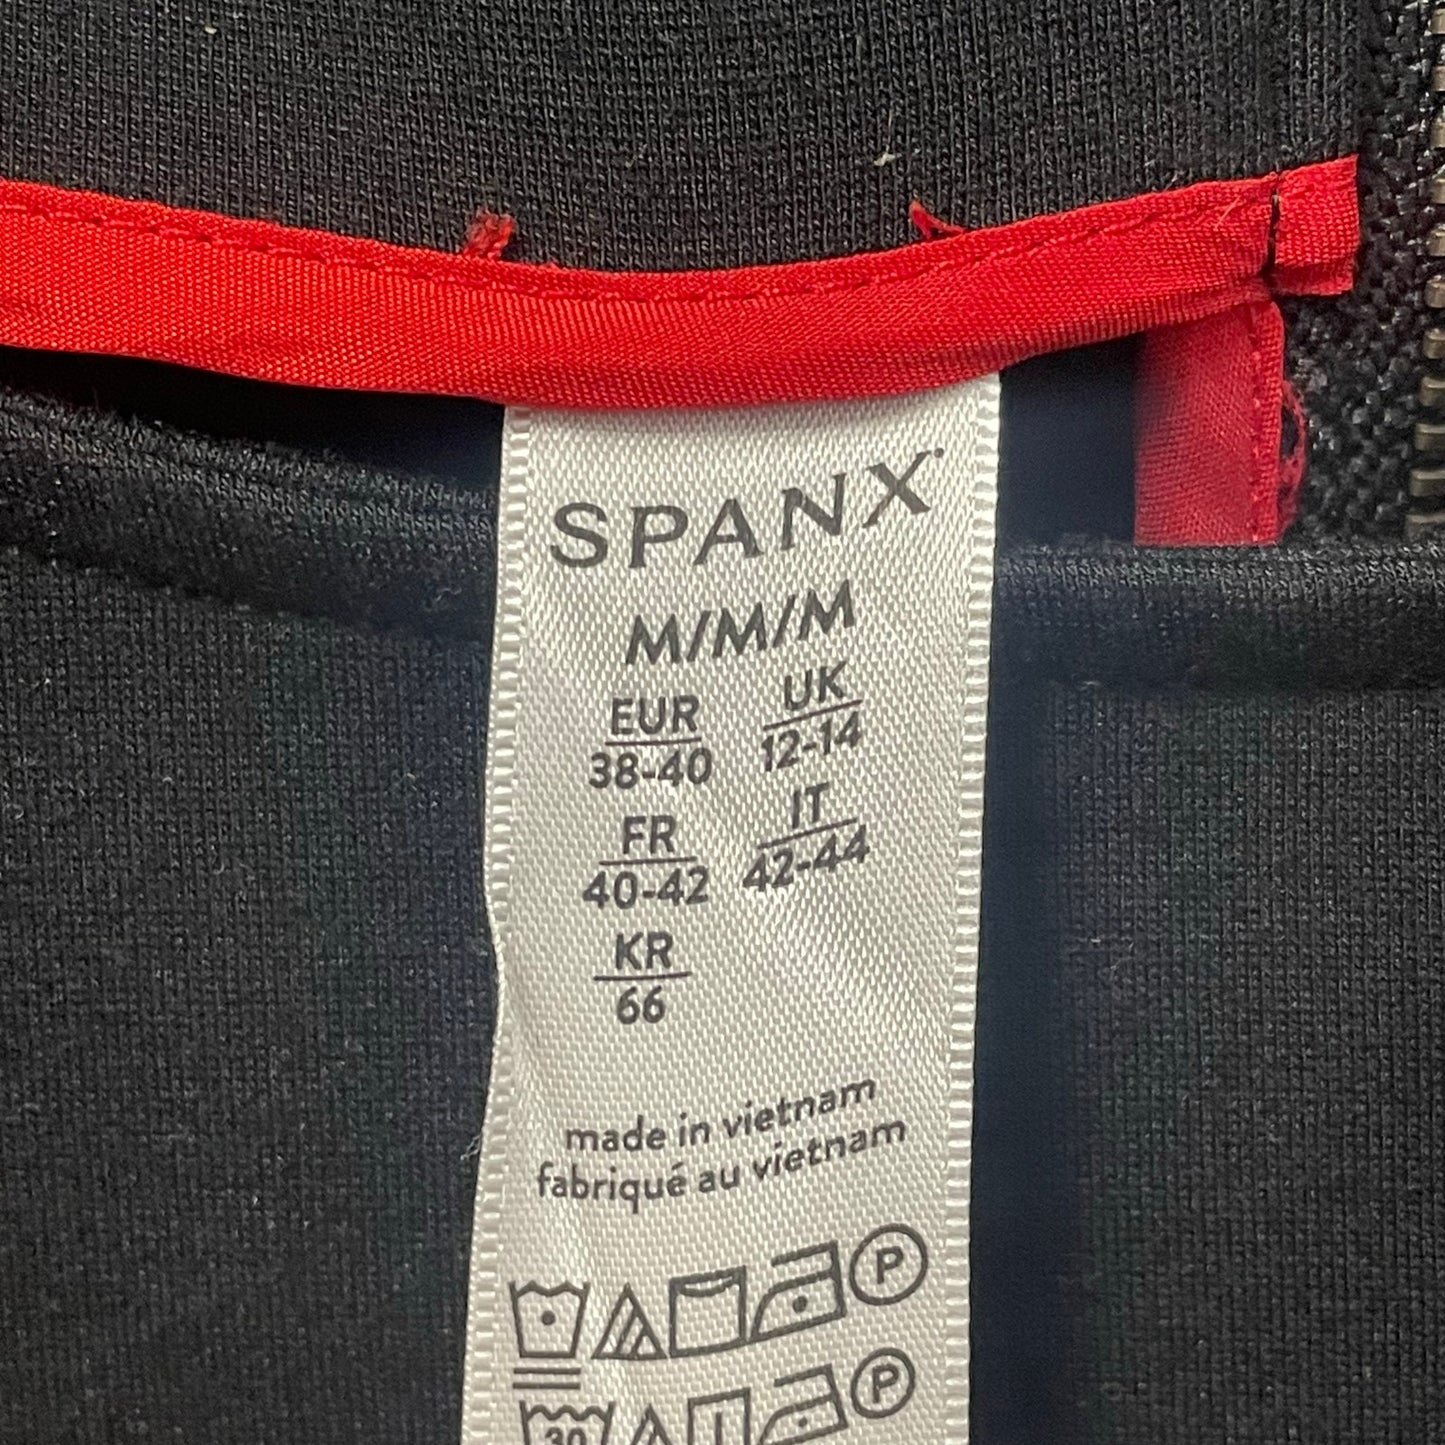 SPANX
M/M/M
EUR UK
38-40 12-14
FR IT
40-42 42-44
KR
66
made in vietnam
fabriqué au vietnam
P
P
30